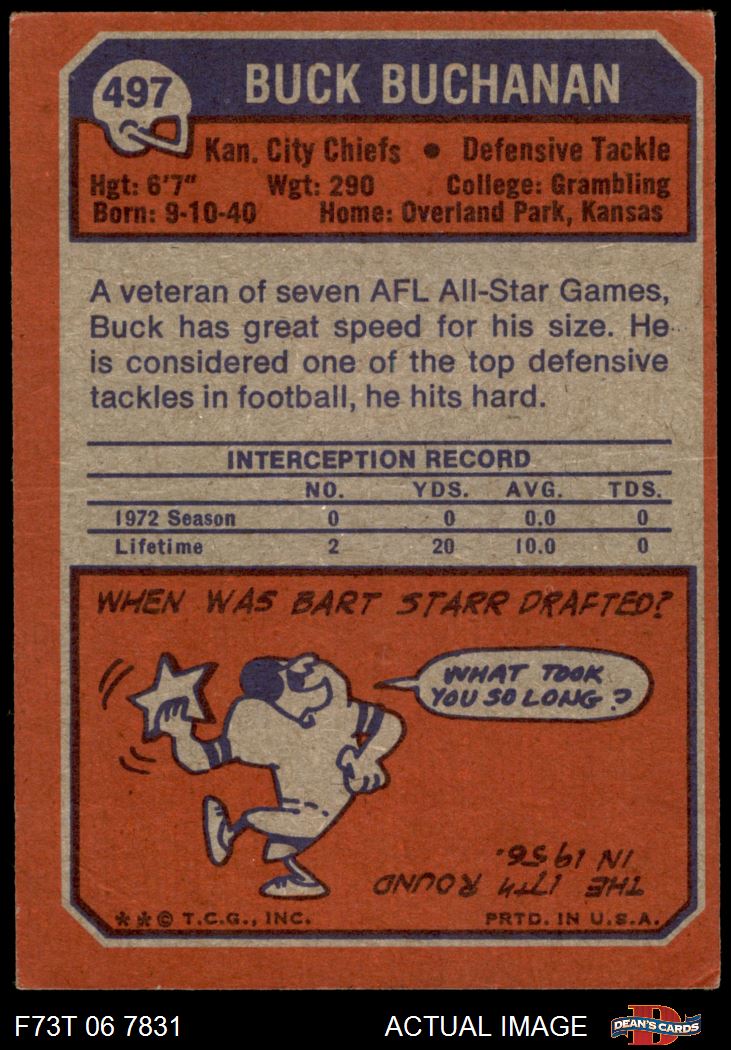 497
BUCK BUCHANAN
Kan. City Chiefs • Defensive Tackle
Hgt: 6'7" Wgt: 290 College: Grambling
Born: 9-10-40 Home: Overland Park, Kansas
A veteran of seven AFL All-Star Games,
Buck has great speed for his size. He
is considered one of the top defensive
tackles in football, he hits hard.
INTERCEPTION RECORD
NO. YDS. AVG. TDS.
1972 Season 0 0 0.0 0
Lifetime 2 20 10.0 0
WHEN WAS BART STARR DRAFTED?
WHAT TOOK
YOU SO LONG?
THE 17TH ROUND
IN 1956.
**© T.C.G., INC. PRTD. IN U.S.A.
F73T 06 7831 ACTUAL IMAGE
D
DEAN'S CARDS